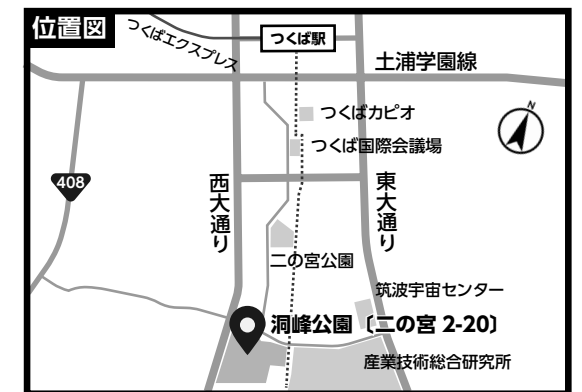 位置図
つくばエクスプレス
つくば駅
土浦学園線
N
つくばカピオ
つくば国際会議場
408
西大通り
東大通り
二の宮公園
筑波宇宙センター
洞峰公園〔二の宮 2-20〕
産業技術総合研究所